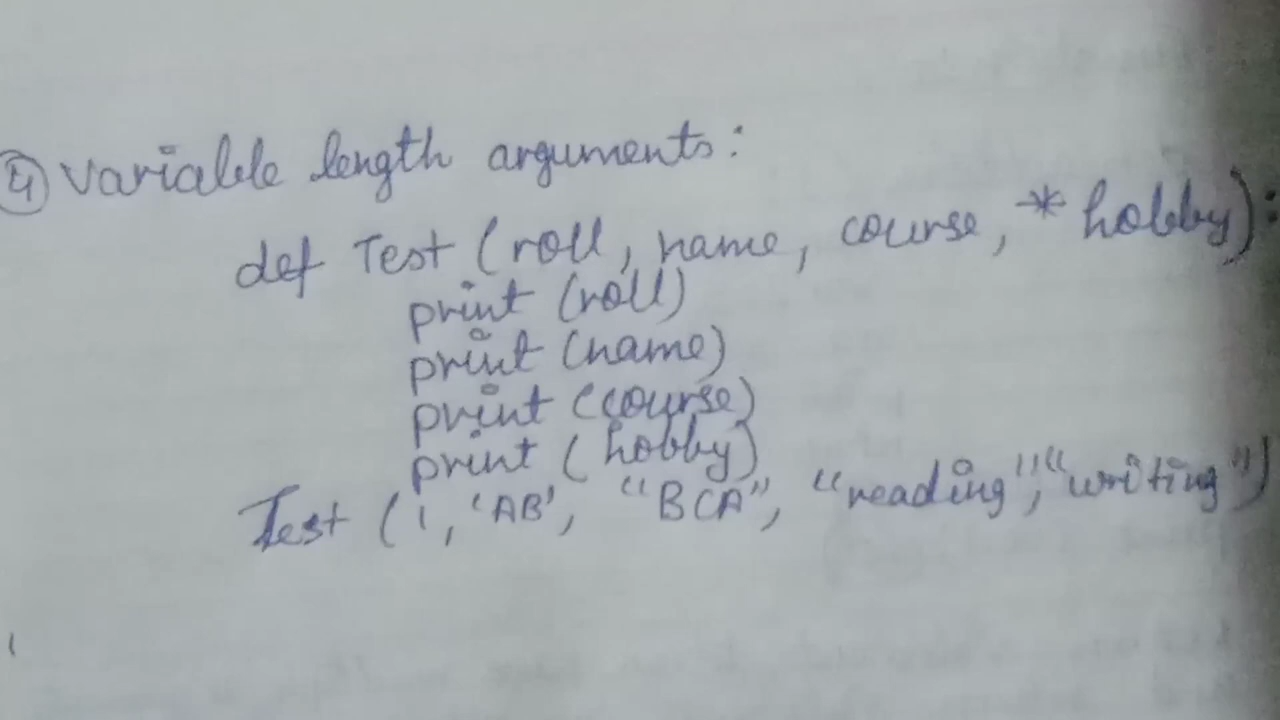 ④ Variable length arguments:
def Test (roll, name, course, * hobby):
print (roll)
print (name)
print (course)
print (hobby)
Test (1, 'AB', "BCA", "reading", "writing")